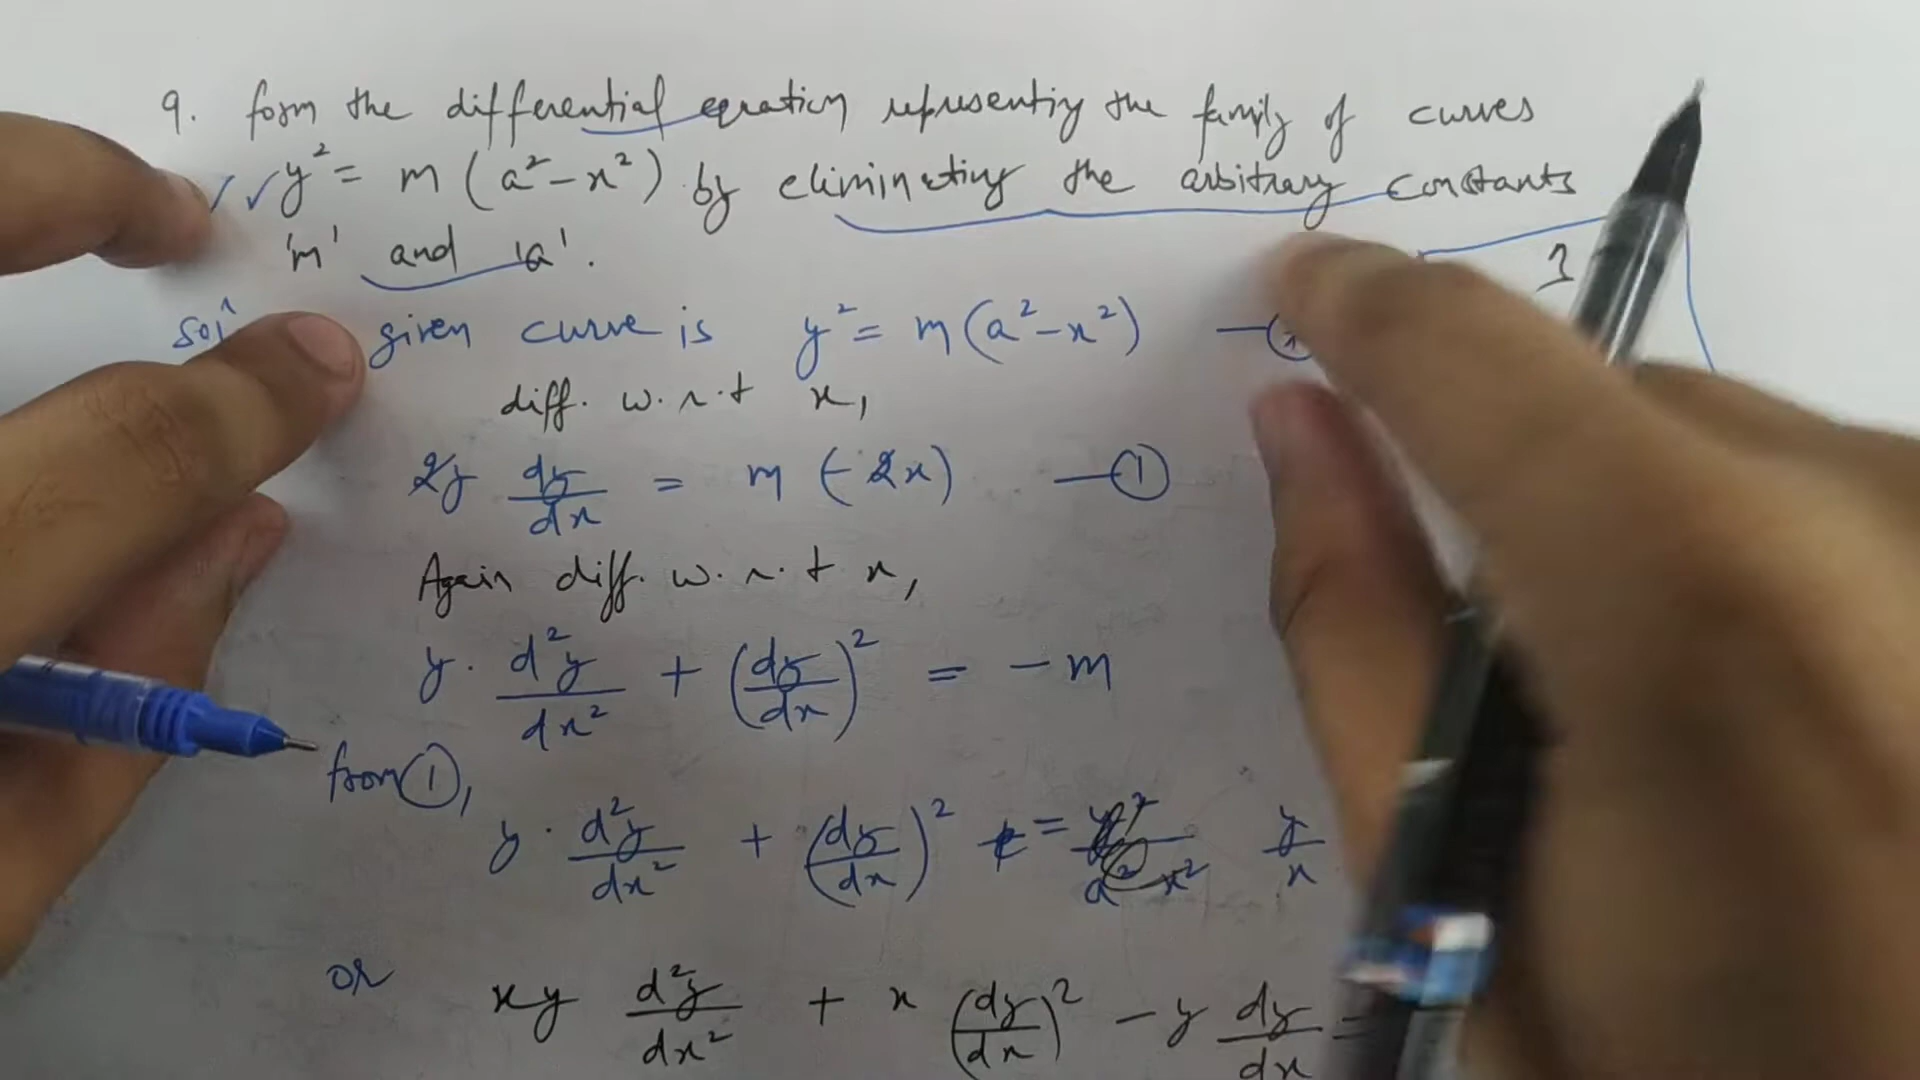 9. form the differential equation representing the family of curves
y² = m (a² - x²) by eliminating the arbitrary constants
'm' and 'a'.
Solⁿ given curve is y² = m (a² - x²)
diff. w.r.t x,
2y dy/dx = m (-2x) — ①
Again diff. w.r.t x,
y · d²y/dx² + (dy/dx)² = - m
from ①,
y · d²y/dx² + (dy/dx)² = y/x
or xy d²y/dx² + x (dy/dx)² - y dy/dx =